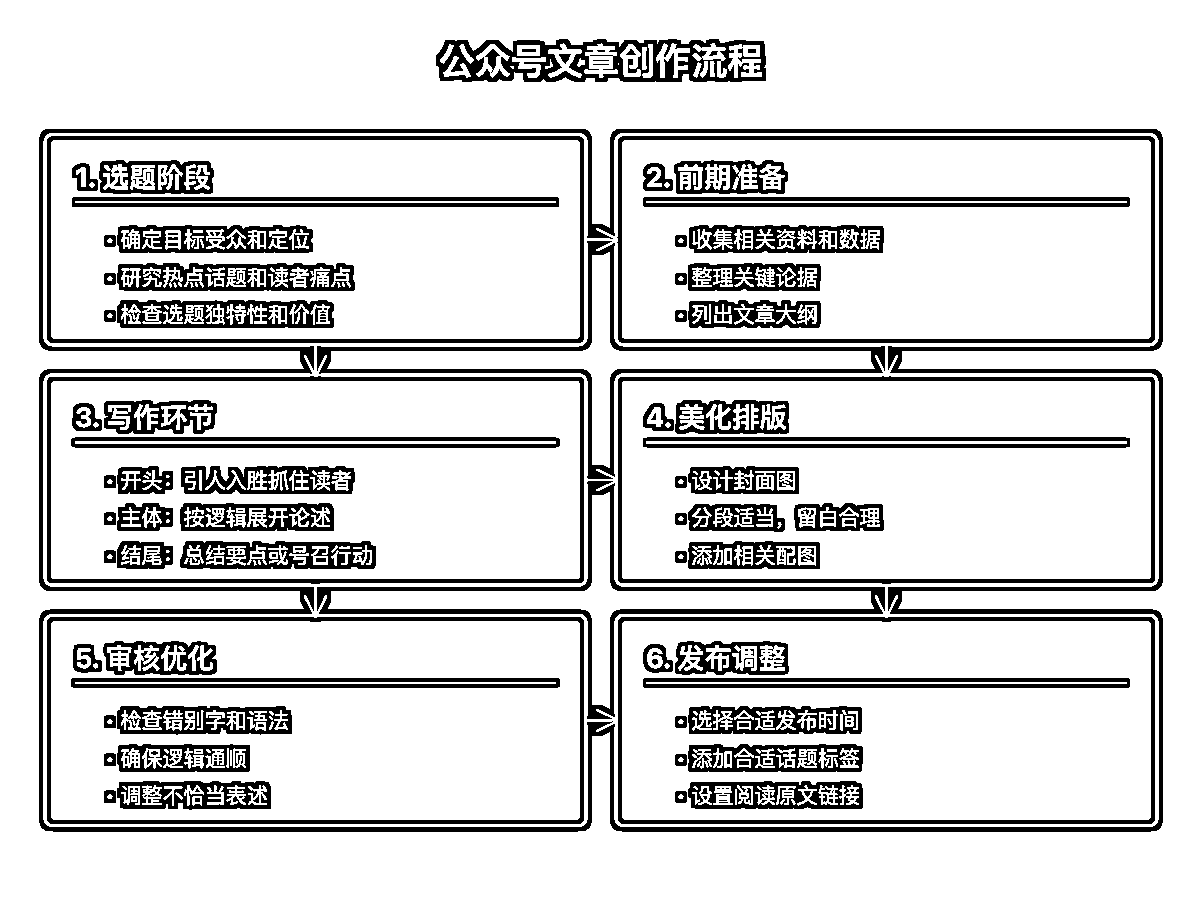 公众号文章创作流程
1. 选题阶段
• 确定目标受众和定位
• 研究热点话题和读者痛点
• 检查选题独特性和价值
2. 前期准备
• 收集相关资料和数据
• 整理关键论据
• 列出文章大纲
3. 写作环节
• 开头：引人入胜抓住读者
• 主体：按逻辑展开论述
• 结尾：总结要点或号召行动
4. 美化排版
• 设计封面图
• 分段适当，留白合理
• 添加相关配图
5. 审核优化
• 检查错别字和语法
• 确保逻辑通顺
• 调整不恰当表述
6. 发布调整
• 选择合适发布时间
• 添加合适话题标签
• 设置阅读原文链接